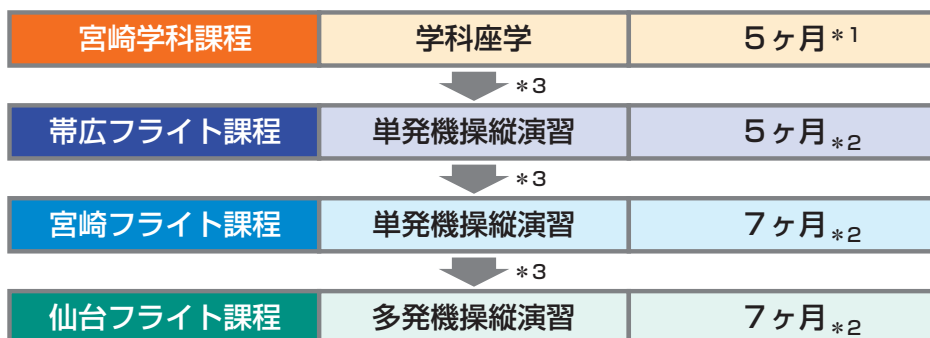 宮崎学科課程 学科座学 5ヶ月*1
*3
帯広フライト課程 単発機操縦演習 5ヶ月*2
*3
宮崎フライト課程 単発機操縦演習 7ヶ月*2
*3
仙台フライト課程 多発機操縦演習 7ヶ月*2